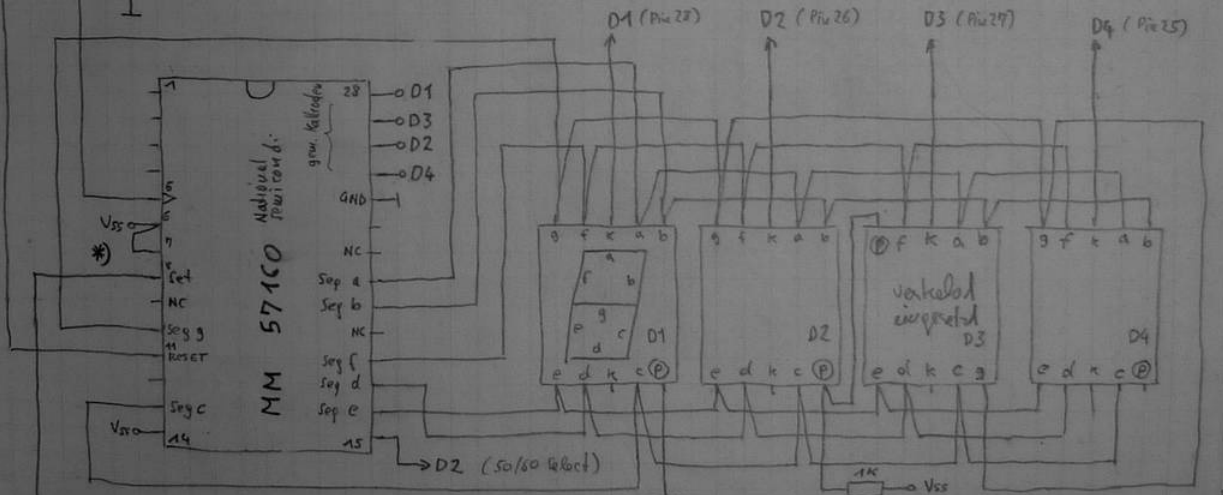 D1 (Pin 28)
D2 (Pin 26)
D3 (Pin 27)
D4 (Pin 25)
1
28
D1
D3
D2
D4
gem. Kathoden
National
Semicondi.
MM 57160
V
GND
6
Vss
7
*)
NC
Set
Seg a
NC
Seg b
Seg g
NC
11
RESET
Seg f
Seg d
Seg c
Seg e
Vss
14
15
D2 (50/60 Select)
g f k a b
a
f b
g
e c
d
D1
e d k c P
g f k a b
D2
e d k c P
P f k a b
verkehrt
eingesetzt
D3
e d k c g
g f k a b
D4
e d k c P
1K
Vss